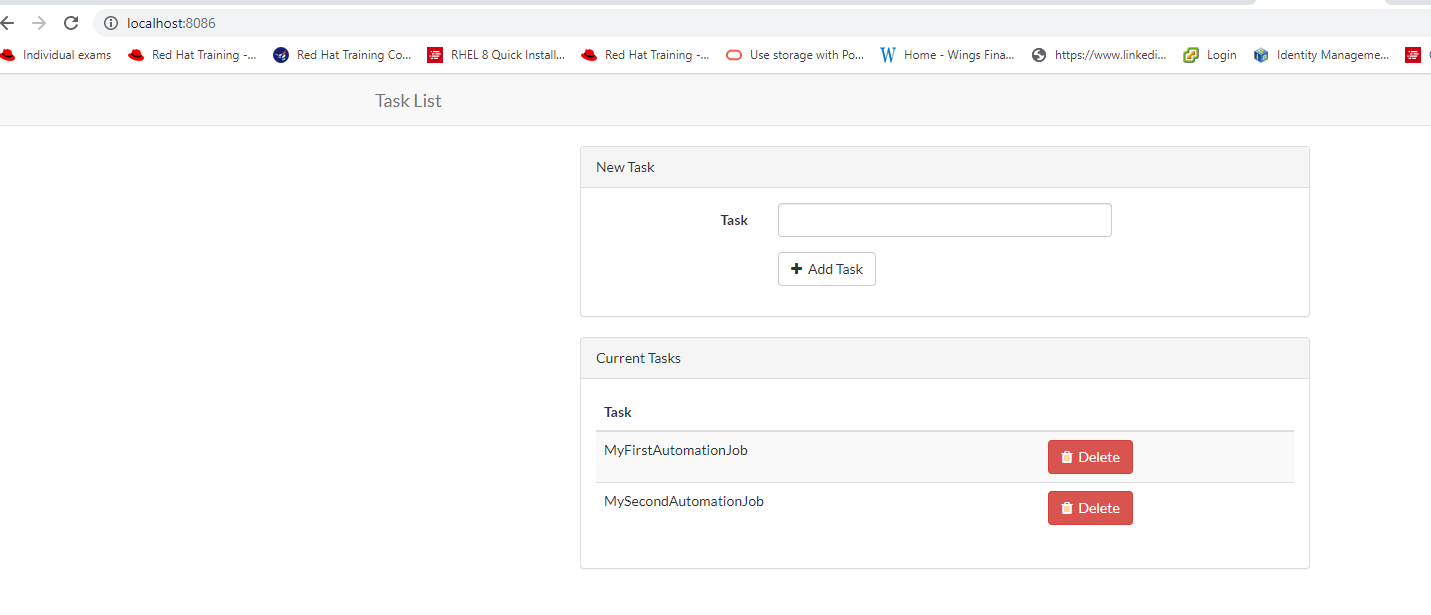 localhost:8086
Individual exams Red Hat Training -... Red Hat Training Co... RHEL 8 Quick Install... Red Hat Training -... Use storage with Po... Home - Wings Fina... https://www.linkedi... Login Identity Manageme...
Task List
New Task
Task
Add Task
Current Tasks
Task
MyFirstAutomationJob Delete
MySecondAutomationJob Delete